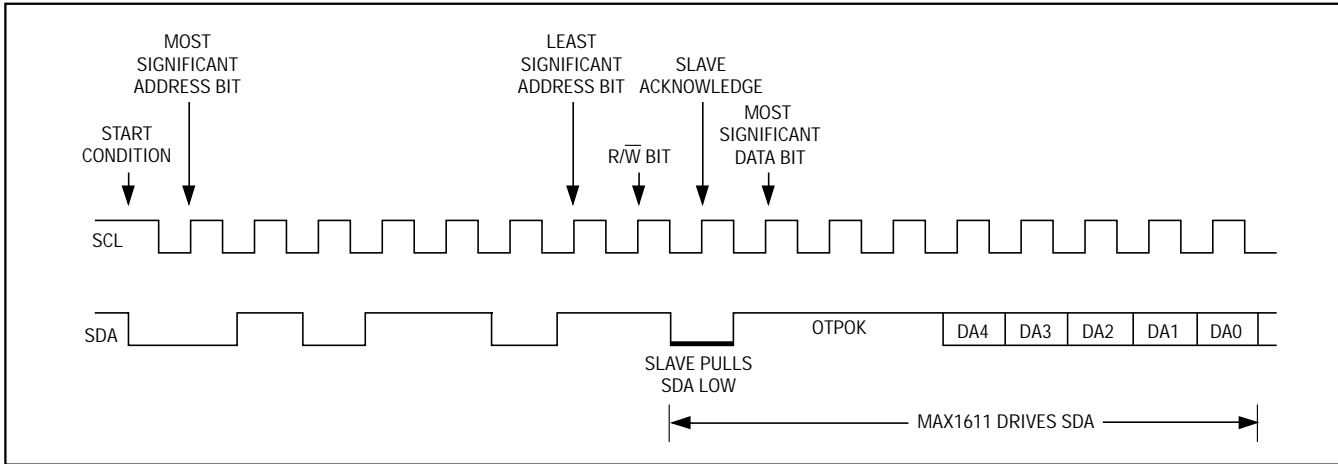 MOST
SIGNIFICANT
ADDRESS BIT
LEAST
SIGNIFICANT
ADDRESS BIT
SLAVE
ACKNOWLEDGE
MOST
SIGNIFICANT
DATA BIT
START
CONDITION
R/W̅ BIT
SCL
SDA
OTPOK
DA4 DA3 DA2 DA1 DA0
SLAVE PULLS
SDA LOW
MAX1611 DRIVES SDA